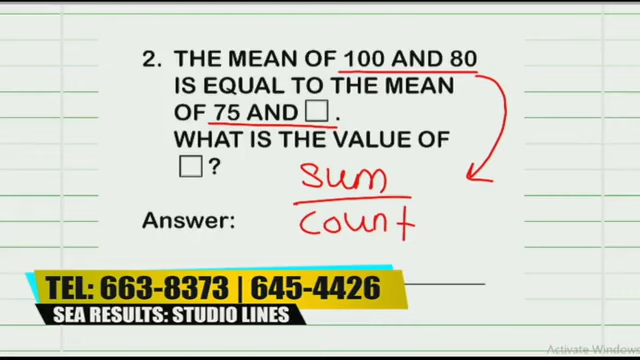 2. THE MEAN OF 100 AND 80
IS EQUAL TO THE MEAN
OF 75 AND □.
WHAT IS THE VALUE OF
□?
sum
count
Answer:
TEL: 663-8373 | 645-4426
SEA RESULTS: STUDIO LINES
Activate Windows